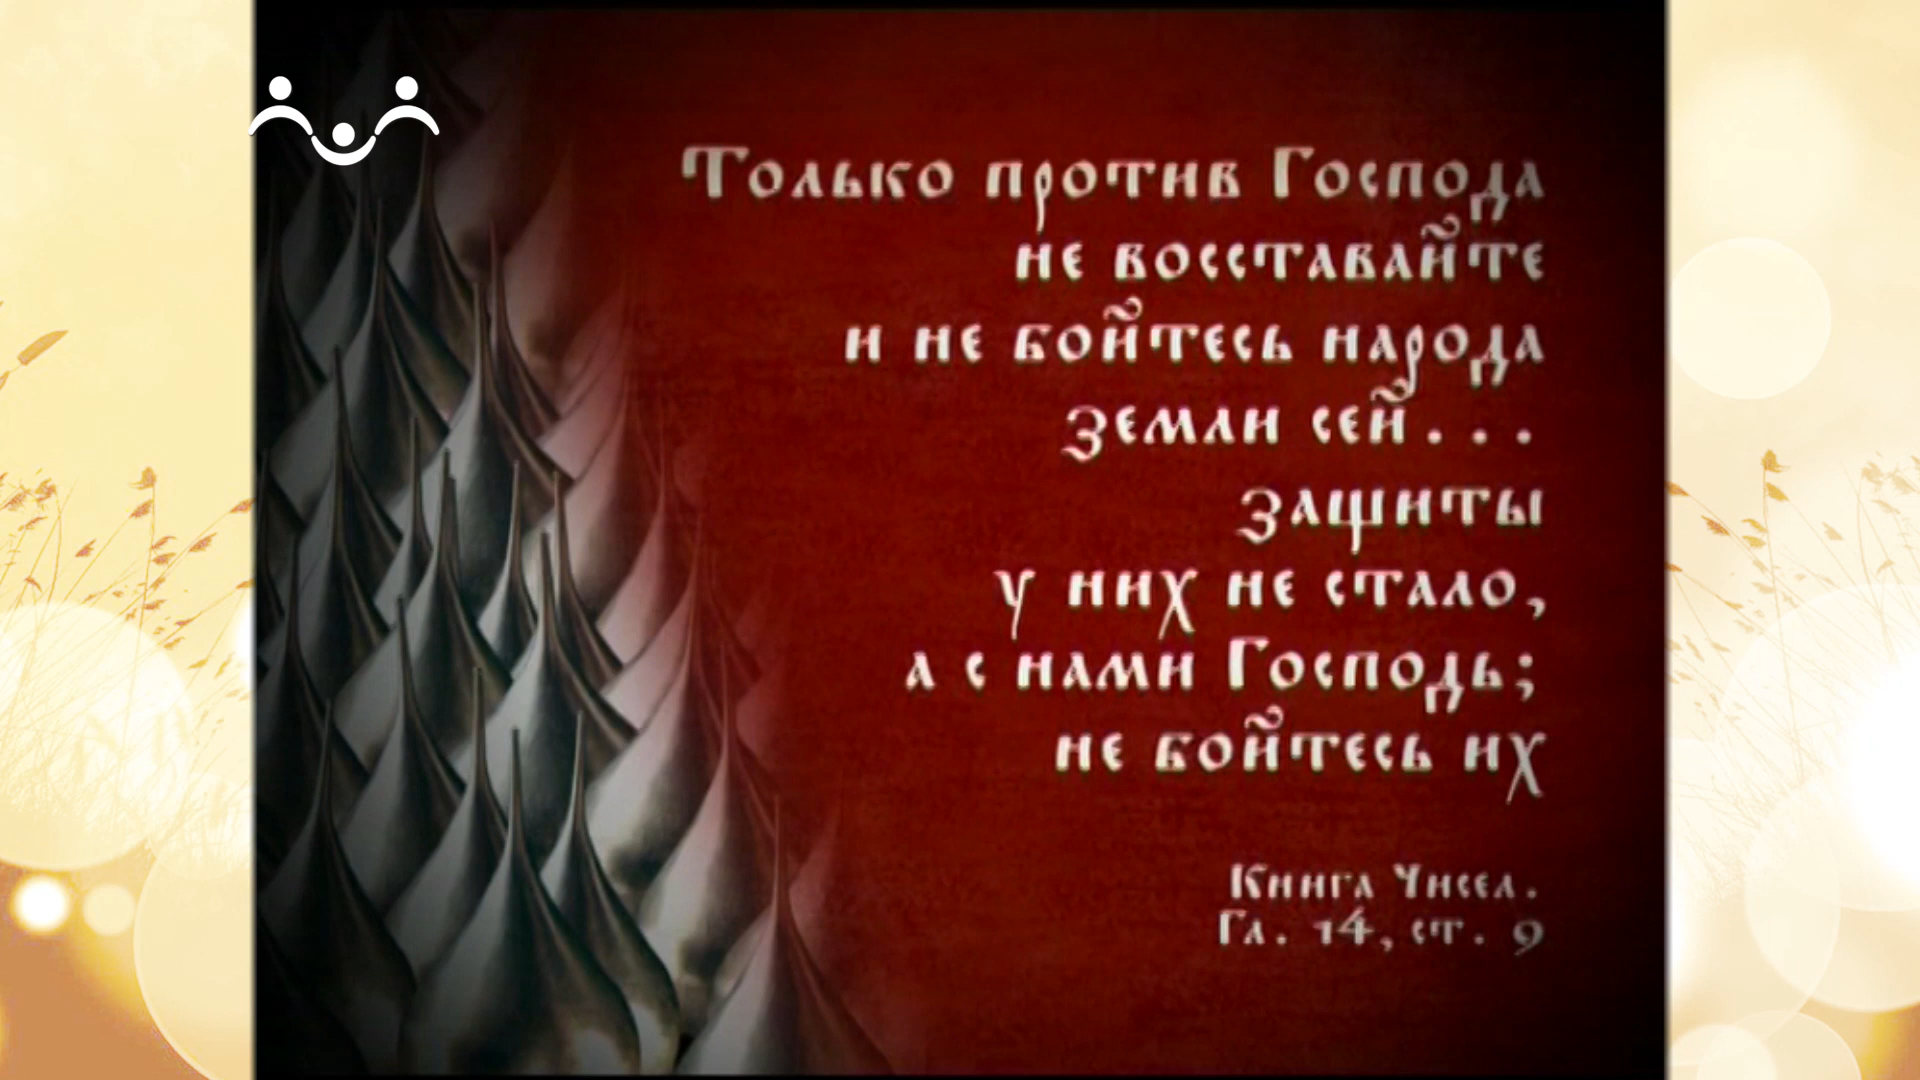 Только против Господа
не восставайте
и не бойтесь народа
земли сей...
защиты
у них не стало,
а с нами Господь;
не бойтесь их
Книга Чисел.
Гл. 14, ст. 9